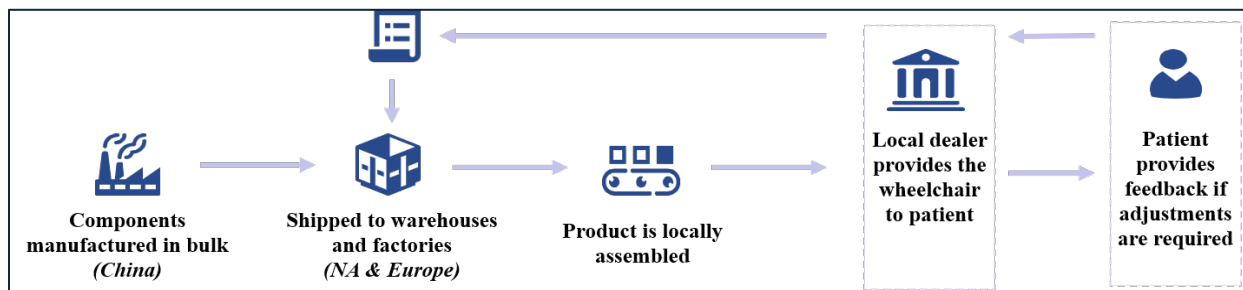 Components
manufactured in bulk
(China)
Shipped to warehouses
and factories
(NA & Europe)
Product is locally
assembled
Local dealer
provides the
wheelchair
to patient
Patient
provides
feedback if
adjustments
are required